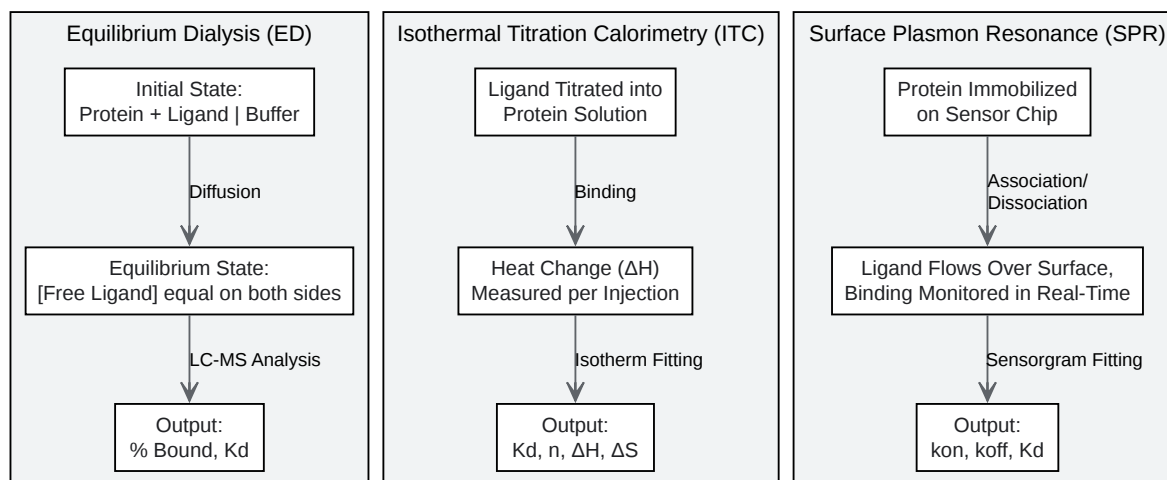 Equilibrium Dialysis (ED)
Initial State:
Protein + Ligand | Buffer
Diffusion
Equilibrium State:
[Free Ligand] equal on both sides
LC-MS Analysis
Output:
% Bound, Kd
Isothermal Titration Calorimetry (ITC)
Ligand Titrated into
Protein Solution
Binding
Heat Change (ΔH)
Measured per Injection
Isotherm Fitting
Output:
Kd, n, ΔH, ΔS
Surface Plasmon Resonance (SPR)
Protein Immobilized
on Sensor Chip
Association/
Dissociation
Ligand Flows Over Surface,
Binding Monitored in Real-Time
Sensorgram Fitting
Output:
kon, koff, Kd